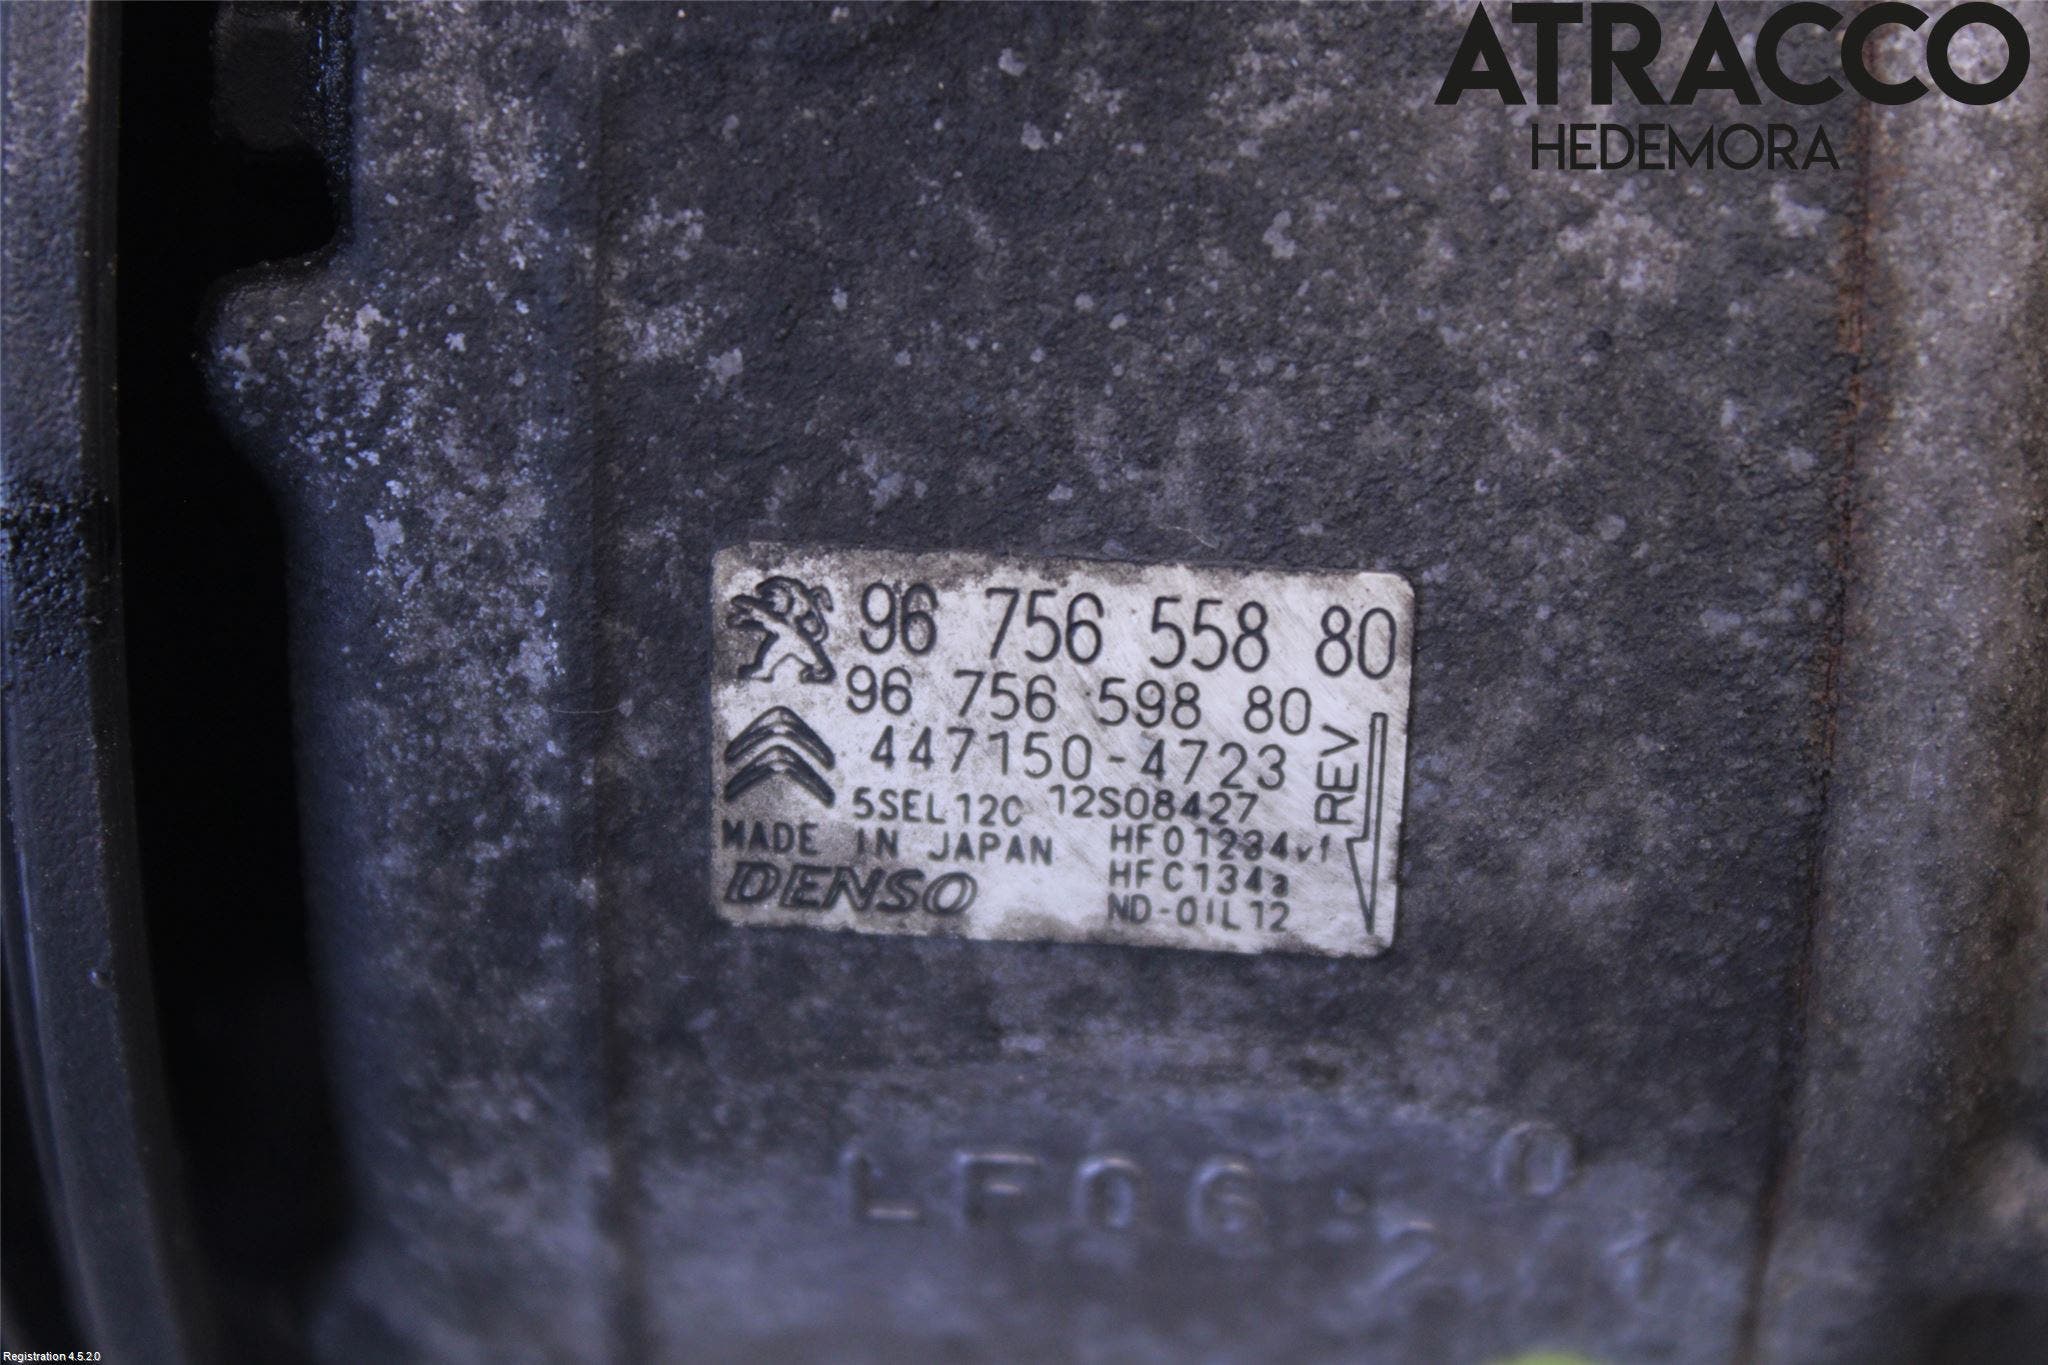 ATRACCO
HEDEMORA
96 756 558 80
96 756 598 80
447150-4723
5SEL12C 12S08427
REV
MADE IN JAPAN
HFO1234yf
HFC134a
DENSO
ND-OIL12
LF06
Registration 4.5.2.0